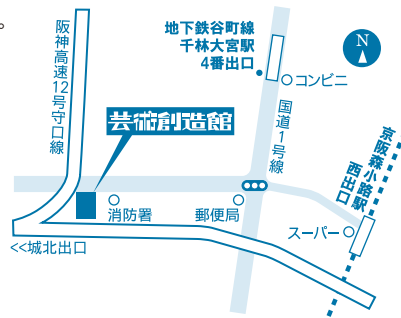 。
地下鉄谷町線
千林大宮駅
4番出口
N
コンビニ
阪神高速12号守口線
芸術創造館
国道1号線
京阪森小路駅
西出口
消防署
郵便局
スーパー
<<城北出口